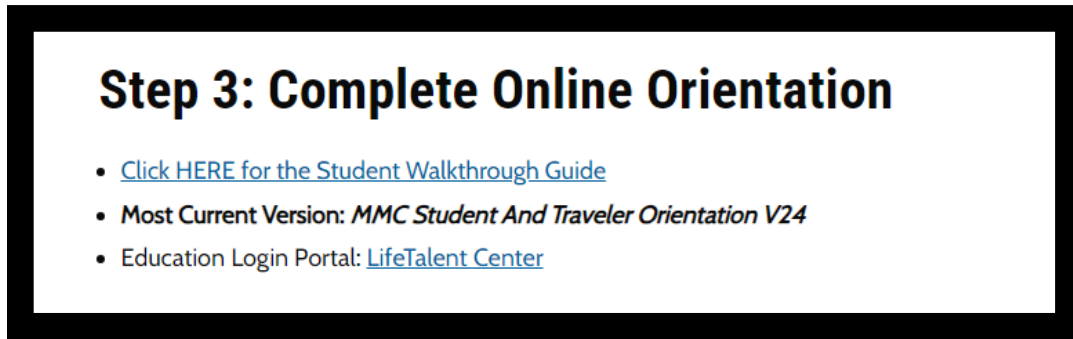 Step 3: Complete Online Orientation
• Click HERE for the Student Walkthrough Guide
• Most Current Version: MMC Student And Traveler Orientation V24
• Education Login Portal: LifeTalent Center